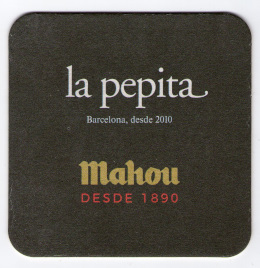 la pepita
Barcelona, desde 2010
Mahou
DESDE 1890